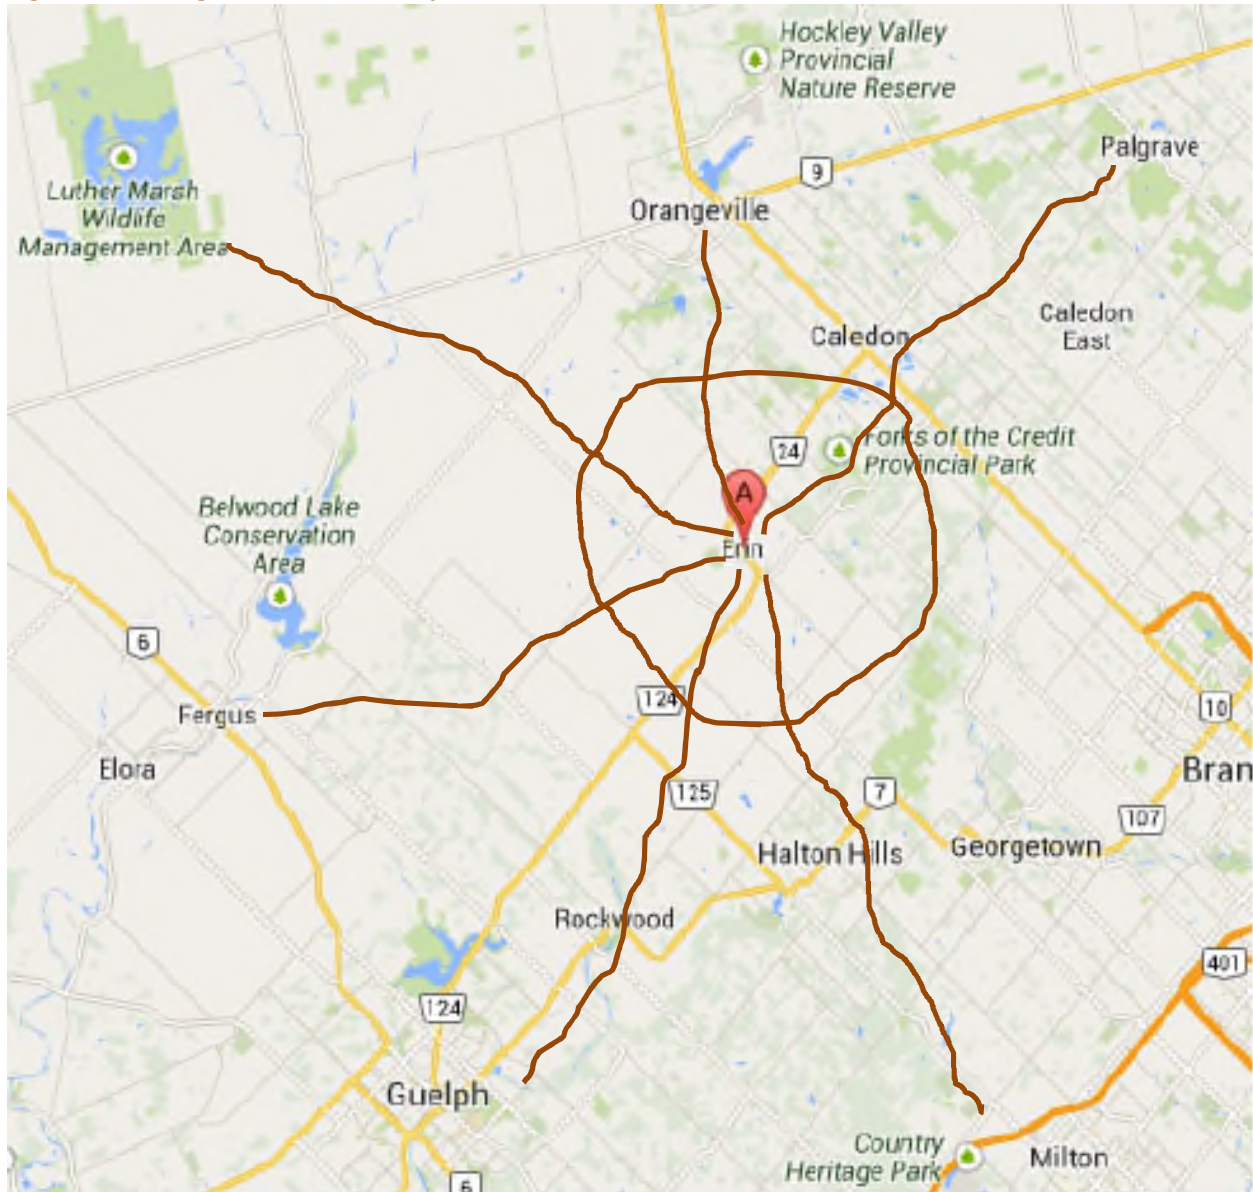 Hockley Valley
Provincial
Nature Reserve
Palgrave
9
Luther Marsh
Wildlife
Management Area
Orangeville
Caledon
East
Caledon
24
Forks of the Credit
Provincial Park
A
Erin
Belwood Lake
Conservation
Area
6
124
10
Fergus
Elora
Bran
125
7
107
Halton Hills
Georgetown
Rockwood
401
124
Guelph
Country
Heritage Park
Milton
6